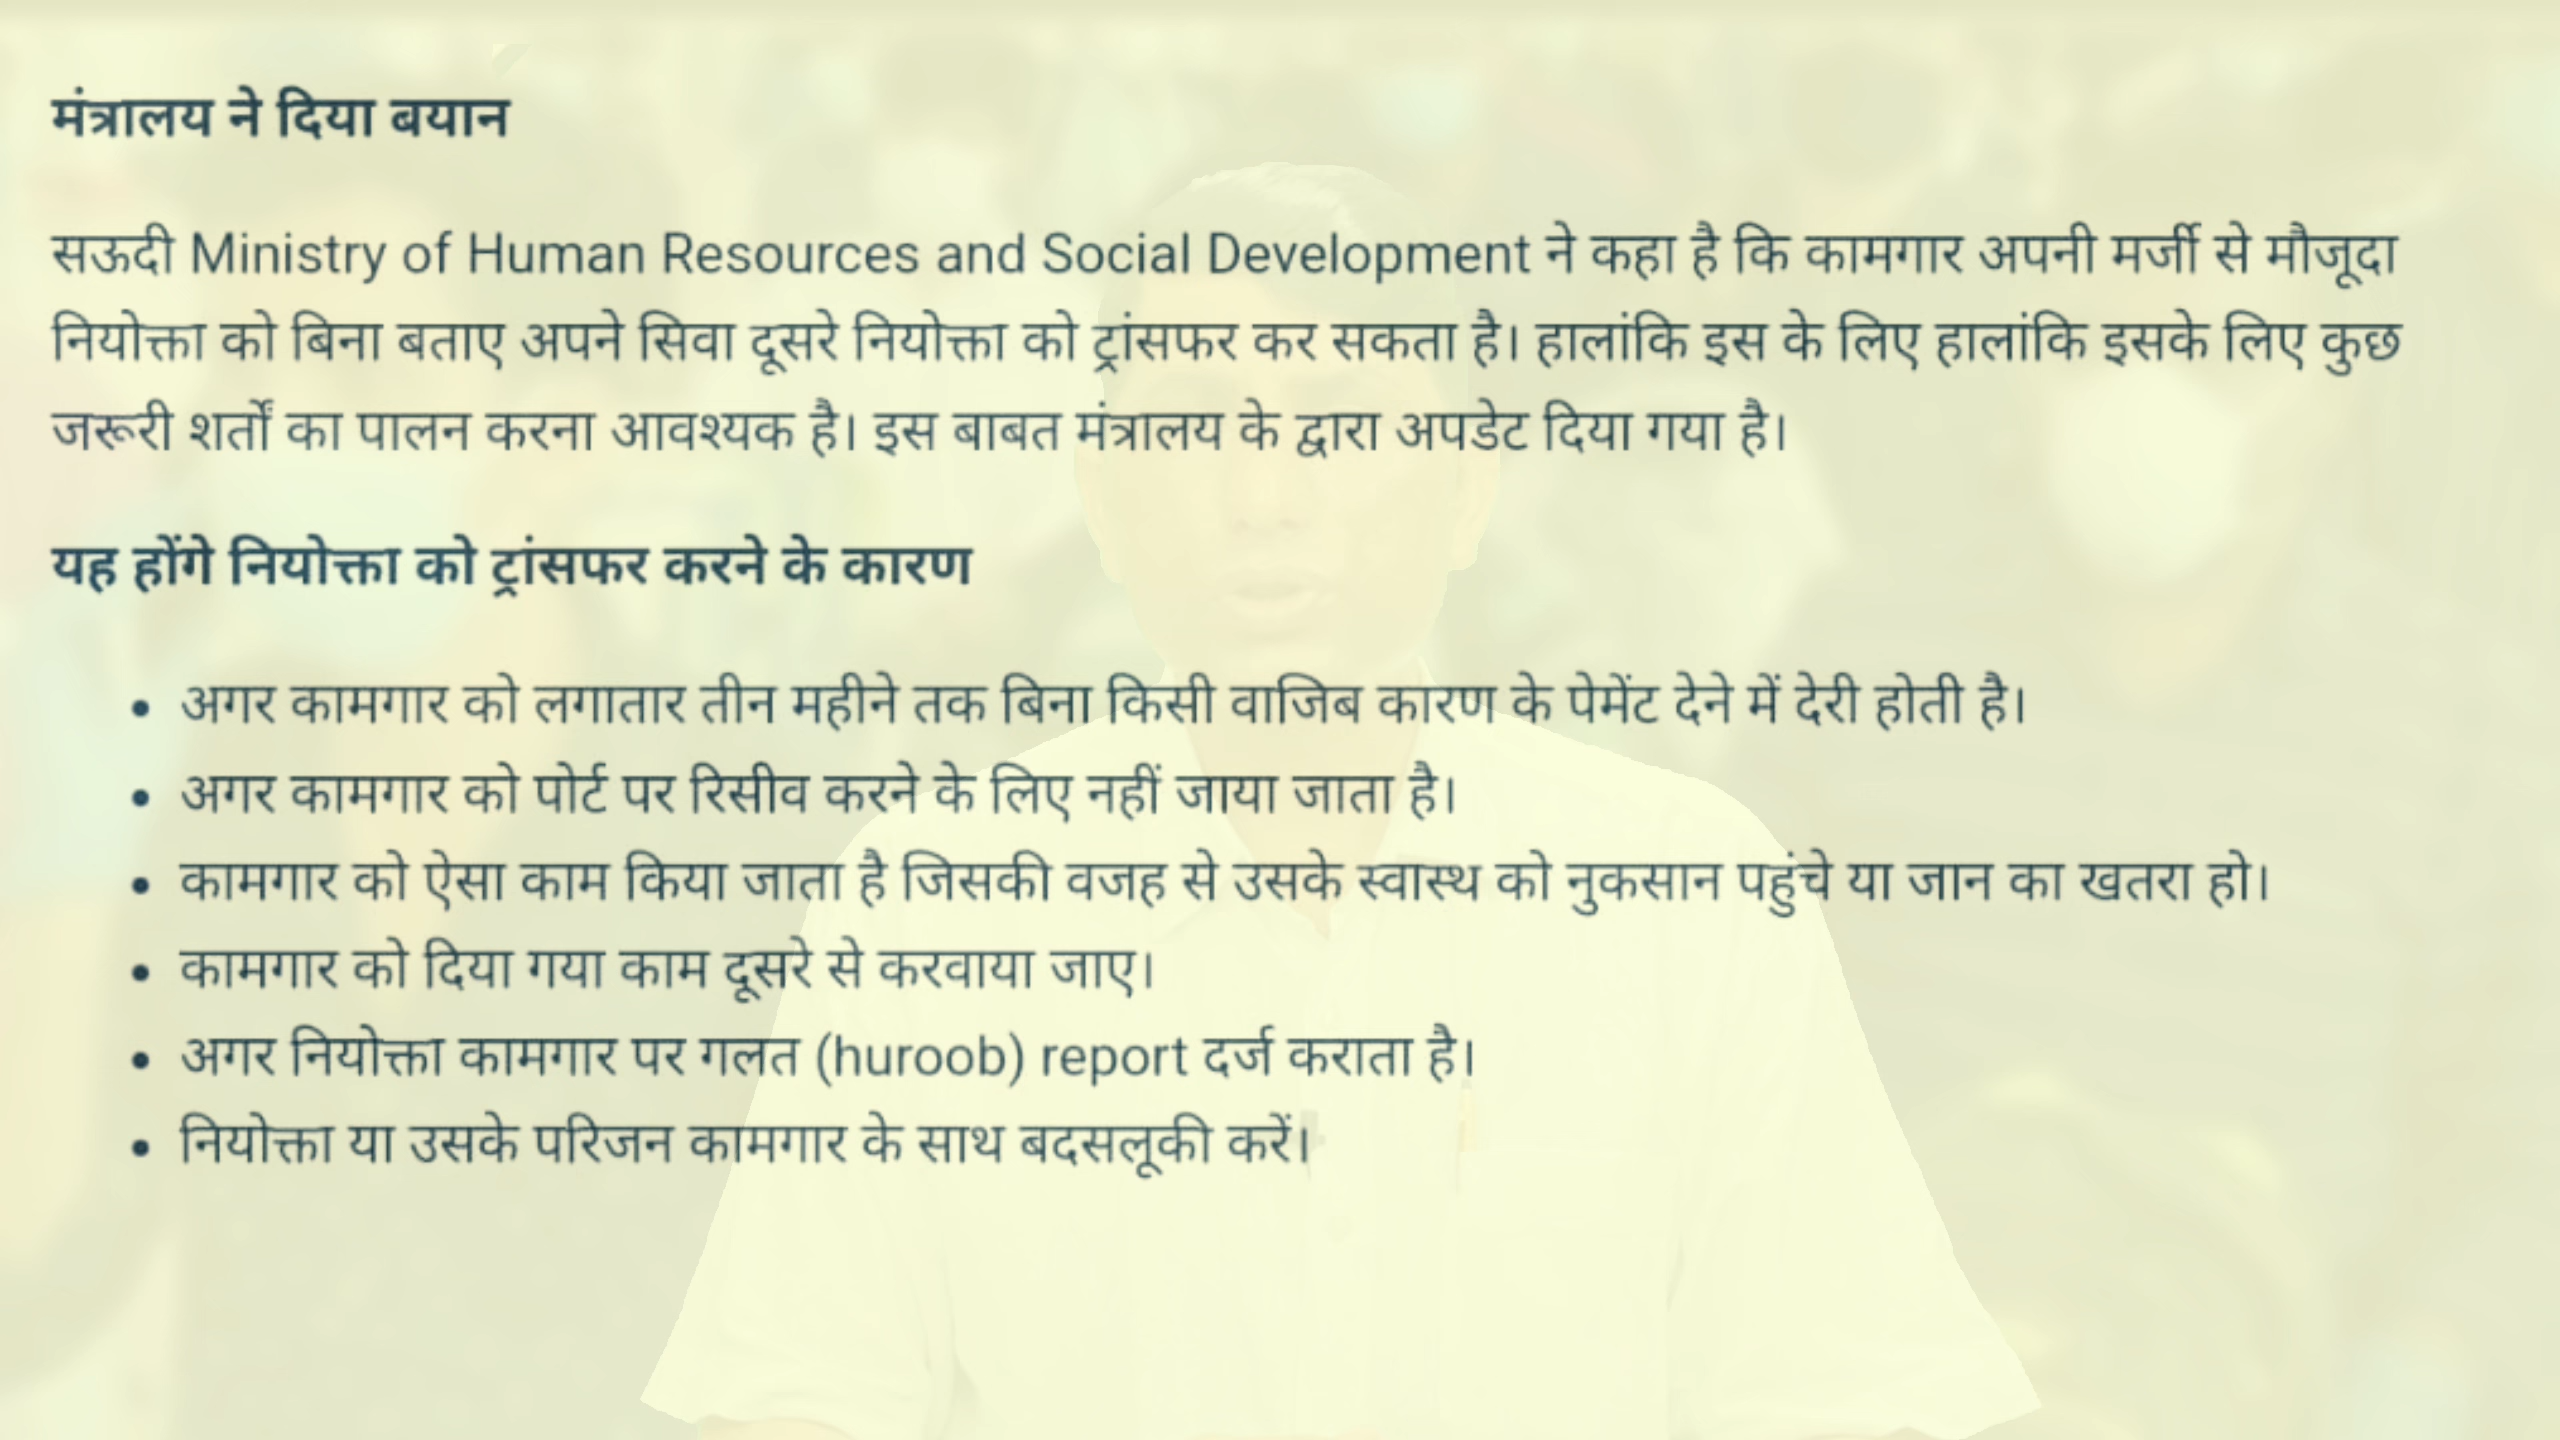 मंत्रालय ने दिया बयान
सऊदी Ministry of Human Resources and Social Development ने कहा है कि कामगार अपनी मर्जी से मौजूदा
नियोक्ता को बिना बताए अपने सिवा दूसरे नियोक्ता को ट्रांसफर कर सकता है। हालांकि इस के लिए हालांकि इसके लिए कुछ
जरूरी शर्तों का पालन करना आवश्यक है। इस बाबत मंत्रालय के द्वारा अपडेट दिया गया है।
यह होंगे नियोक्ता को ट्रांसफर करने के कारण
• अगर कामगार को लगातार तीन महीने तक बिना किसी वाजिब कारण के पेमेंट देने में देरी होती है।
• अगर कामगार को पोर्ट पर रिसीव करने के लिए नहीं जाया जाता है।
• कामगार को ऐसा काम किया जाता है जिसकी वजह से उसके स्वास्थ को नुकसान पहुंचे या जान का खतरा हो।
• कामगार को दिया गया काम दूसरे से करवाया जाए।
• अगर नियोक्ता कामगार पर गलत (huroob) report दर्ज कराता है।
• नियोक्ता या उसके परिजन कामगार के साथ बदसलूकी करें।